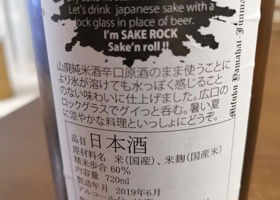 Let's drink japanese sake with a
rock glass in place of beer.
I'm SAKE ROCK
Sake'n roll !!
山廃純米酒辛口原酒のまま使うことに
より氷が溶けても水っぽく感じること
のない味わいに仕上げました。広口の
ロックグラスでグイっと呑む。暑い夏
に涼やかな料理といっしょにどうぞ。
品目 日本酒
原材料名 米(国産)、米麹(国産米)
精米歩合 60%
内容量 720ml
製造年月 2019年6月
アルコール分
Yamahai